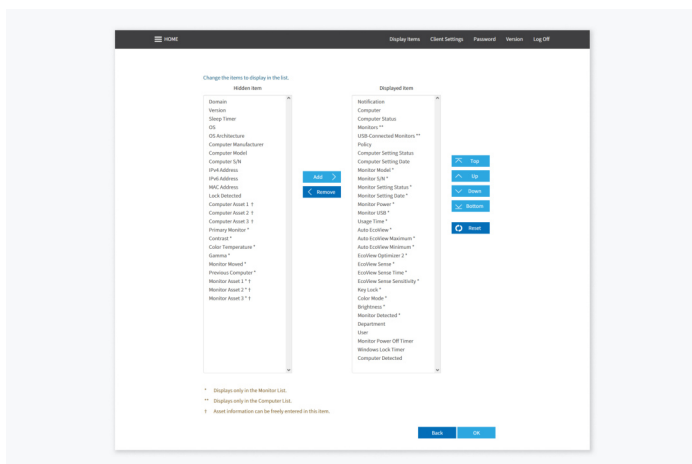 HOME Display Items Client Settings Password Version Log Off
Change the items to display in the list.
Hidden item
Domain
Version
Sleep Timer
OS
OS Architecture
Computer Manufacturer
Computer Model
Computer S/N
IPv4 Address
IPv6 Address
MAC Address
Lock Detected
Computer Asset 1 †
Computer Asset 2 †
Computer Asset 3 †
Primary Monitor *
Contrast *
Color Temperature *
Gamma *
Monitor Moved *
Previous Computer *
Monitor Asset 1 * †
Monitor Asset 2 * †
Monitor Asset 3 * †
Add
Remove
Displayed item
Notification
Computer
Computer Status
Monitors **
USB-Connected Monitors **
Policy
Computer Setting Status
Computer Setting Date
Monitor Model *
Monitor S/N *
Monitor Setting Status *
Monitor Setting Date *
Monitor Power *
Monitor USB *
Usage Time *
Auto EcoView *
Auto EcoView Maximum *
Auto EcoView Minimum *
EcoView Optimizer 2 *
EcoView Sense *
EcoView Sense Time *
EcoView Sense Sensitivity *
Key Lock *
Color Mode *
Brightness *
Monitor Detected *
Department
User
Monitor Power Off Timer
Windows Lock Timer
Computer Detected
Top
Up
Down
Bottom
Reset
* Displays only in the Monitor List.
** Displays only in the Computer List.
† Asset information can be freely entered in this item.
Back OK